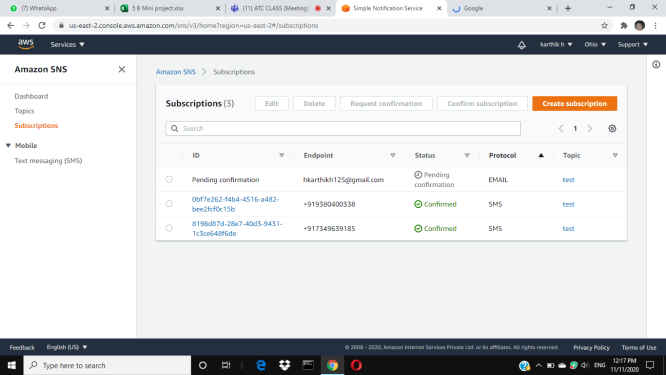 (7) WhatsApp
5 B Mini project.xlsx
(11) ATC CLASS (Meeting)
Simple Notification Service
Google
us-east-2.console.aws.amazon.com/sns/v3/home?region=us-east-2#/subscriptions
aws
Services
karthik h
Ohio
Support
Amazon SNS
Dashboard
Topics
Subscriptions
Mobile
Text messaging (SMS)
Amazon SNS > Subscriptions
Subscriptions (3)
Edit
Delete
Request confirmation
Confirm subscription
Create subscription
Search
1
ID Endpoint Status Protocol Topic
Pending confirmation hkarthikh125@gmail.com Pending confirmation EMAIL test
0bf7e262-f4b4-4516-a482-
bee2fcf0c15b
+919380400338 Confirmed SMS test
8198d87d-28e7-40d3-9431-
1c3ce648f6de
+917349639185 Confirmed SMS test
Feedback
English (US)
© 2008 - 2020, Amazon Internet Services Private Ltd. or its affiliates. All rights reserved.
Privacy Policy
Terms of Use
Type here to search
ENG
12:17 PM
11/11/2020